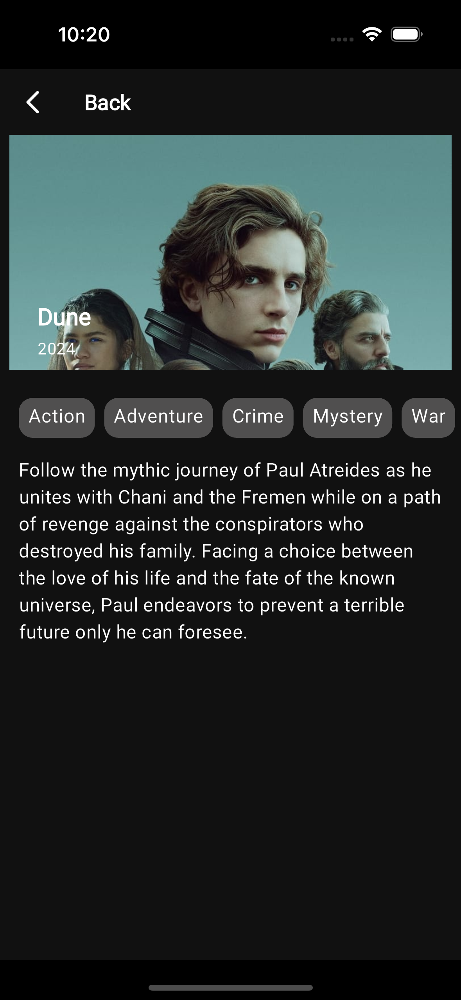 10:20
Back
Dune
2024
Action Adventure Crime Mystery War
Follow the mythic journey of Paul Atreides as he
unites with Chani and the Fremen while on a path
of revenge against the conspirators who
destroyed his family. Facing a choice between
the love of his life and the fate of the known
universe, Paul endeavors to prevent a terrible
future only he can foresee.